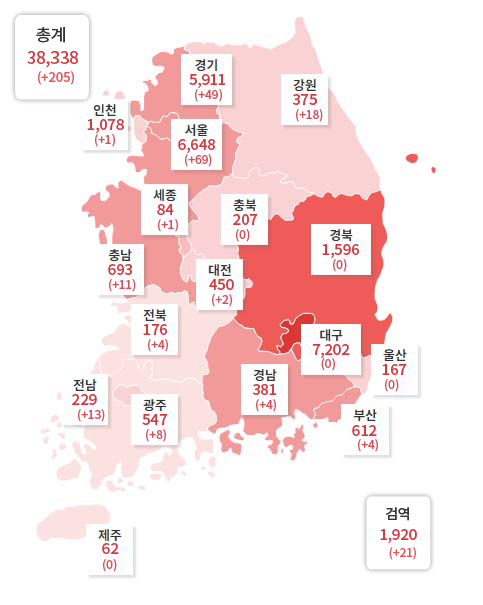 총계
38,338
(+205)
경기
5,911
(+49)
강원
375
(+18)
인천
1,078
(+1)
서울
6,648
(+69)
세종
84
(+1)
충북
207
(0)
경북
1,596
(0)
충남
693
(+11)
대전
450
(+2)
전북
176
(+4)
대구
7,202
(0)
울산
167
(0)
경남
381
(+4)
전남
229
(+13)
광주
547
(+8)
부산
612
(+4)
검역
1,920
(+21)
제주
62
(0)